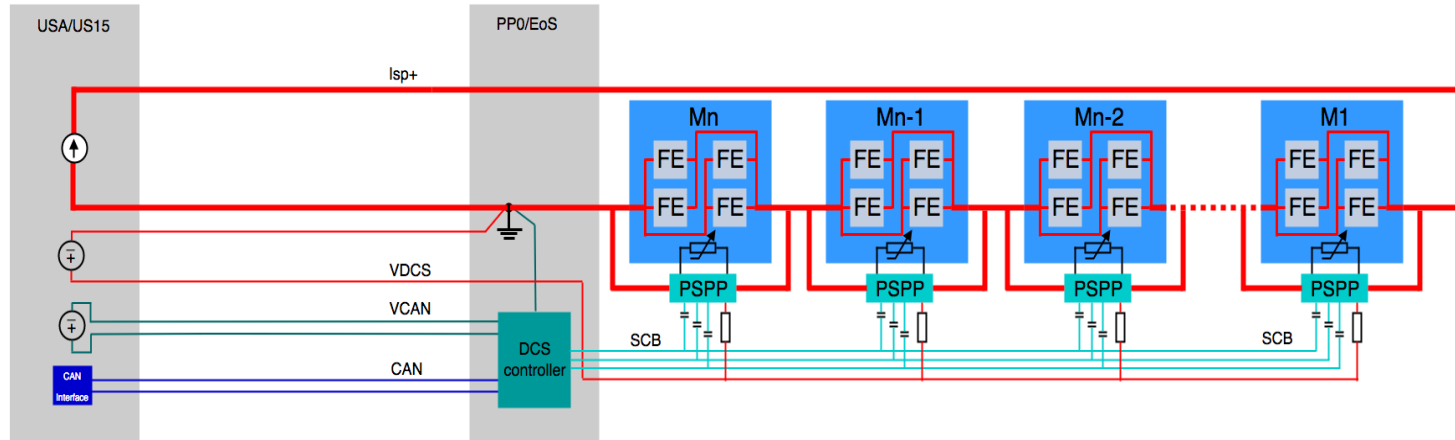 USA/US15
PP0/EoS
Isp+
Mn
Mn-1
Mn-2
M1
FE FE
FE FE
FE FE
FE FE
FE FE
FE FE
FE FE
FE FE
VDCS
PSPP
PSPP
PSPP
PSPP
VCAN
SCB
SCB
DCS
controller
CAN
CAN
Interface
− +
− +